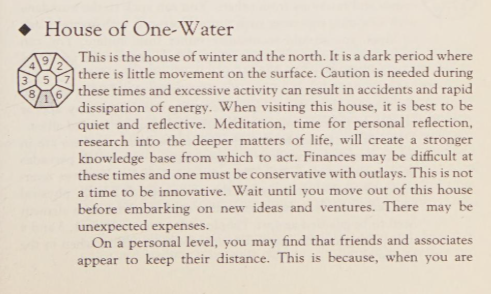 ◆ House of One-Water
4 9 2
3 5 7
8 1 6
This is the house of winter and the north. It is a dark period where
there is little movement on the surface. Caution is needed during
these times and excessive activity can result in accidents and rapid
dissipation of energy. When visiting this house, it is best to be
quiet and reflective. Meditation, time for personal reflection,
research into the deeper matters of life, will create a stronger
knowledge base from which to act. Finances may be difficult at
these times and one must be conservative with outlays. This is not
a time to be innovative. Wait until you move out of this house
before embarking on new ideas and ventures. There may be
unexpected expenses.
On a personal level, you may find that friends and associates
appear to keep their distance. This is because, when you are